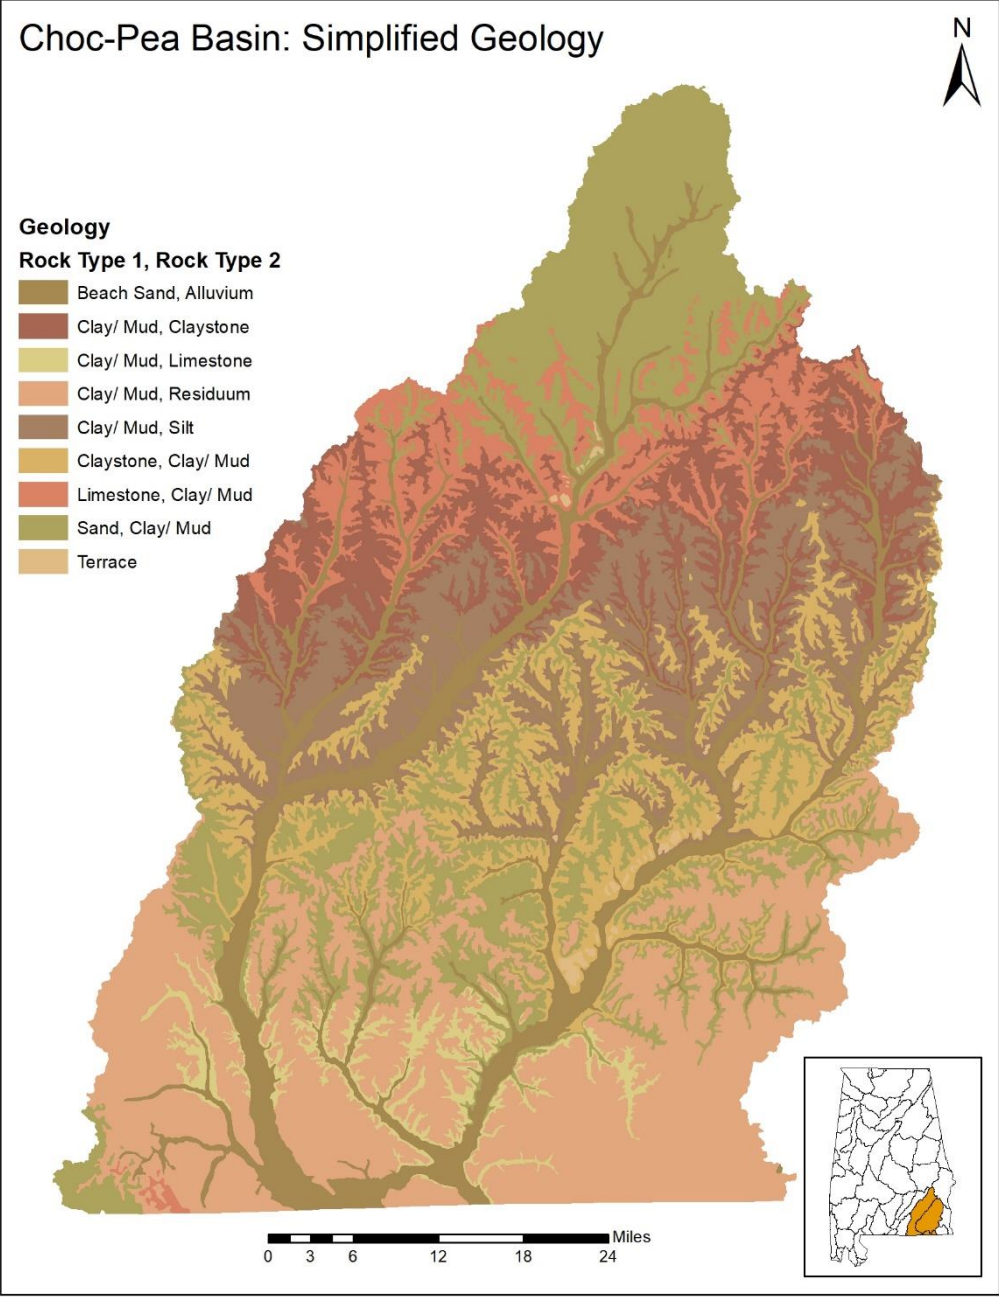 Choc-Pea Basin: Simplified Geology
N
Geology
Rock Type 1, Rock Type 2
Beach Sand, Alluvium
Clay/ Mud, Claystone
Clay/ Mud, Limestone
Clay/ Mud, Residuum
Clay/ Mud, Silt
Claystone, Clay/ Mud
Limestone, Clay/ Mud
Sand, Clay/ Mud
Terrace
Miles
0 3 6 12 18 24